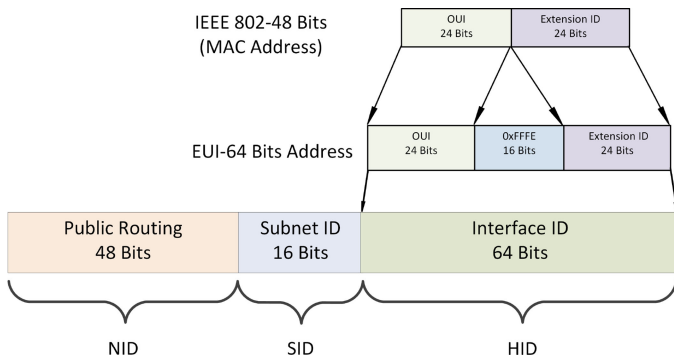 IEEE 802-48 Bits
(MAC Address)
OUI
24 Bits
Extension ID
24 Bits
EUI-64 Bits Address
OUI
24 Bits
0xFFFE
16 Bits
Extension ID
24 Bits
Public Routing
48 Bits
Subnet ID
16 Bits
Interface ID
64 Bits
NID
SID
HID